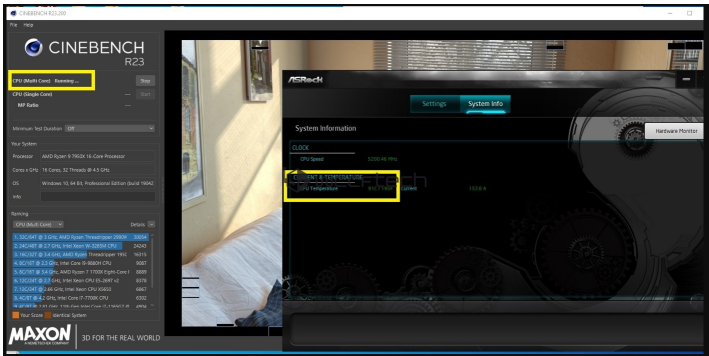 CINEBENCH R23.200
File Help
CINEBENCH
R23
CPU (Multi Core) Running ... Stop
CPU (Single Core) --- Start
MP Ratio ---
Minimum Test Duration Off
Your System
Processor AMD Ryzen 9 7950X 16-Core Processor
Cores x GHz 16 Cores, 32 Threads @ 4.5 GHz
OS Windows 10, 64 Bit, Professional Edition (build 19042
Info
Ranking
CPU (Multi Core) Details
1. 32C/64T @ 3 GHz, AMD Ryzen Threadripper 2990W 30054
2. 24C/48T @ 2.7 GHz, Intel Xeon W-3265M CPU 24243
3. 16C/32T @ 3.4 GHz, AMD Ryzen Threadripper 1950 16315
4. 8C/16T @ 2.3 GHz, Intel Core i9-9880H CPU 9087
5. 8C/16T @ 3.4 GHz, AMD Ryzen 7 1700X Eight-Core 8889
6. 12C/24T @ 2.7 GHz, Intel Xeon CPU E5-2697 v2 8378
7. 12C/24T @ 2.66 GHz, Intel Xeon CPU X5650 6867
8. 4C/8T @ 4.2 GHz, Intel Core i7-7700K CPU 6302
Your Score Identical System
MAXON
A NEMETSCHEK COMPANY
3D FOR THE REAL WORLD
ASRock
Settings System Info
System Information
Hardware Monitor
CLOCK
CPU Speed 5200.46 MHz
CURRENT & TEMPERATURE
CPU Temperature Current